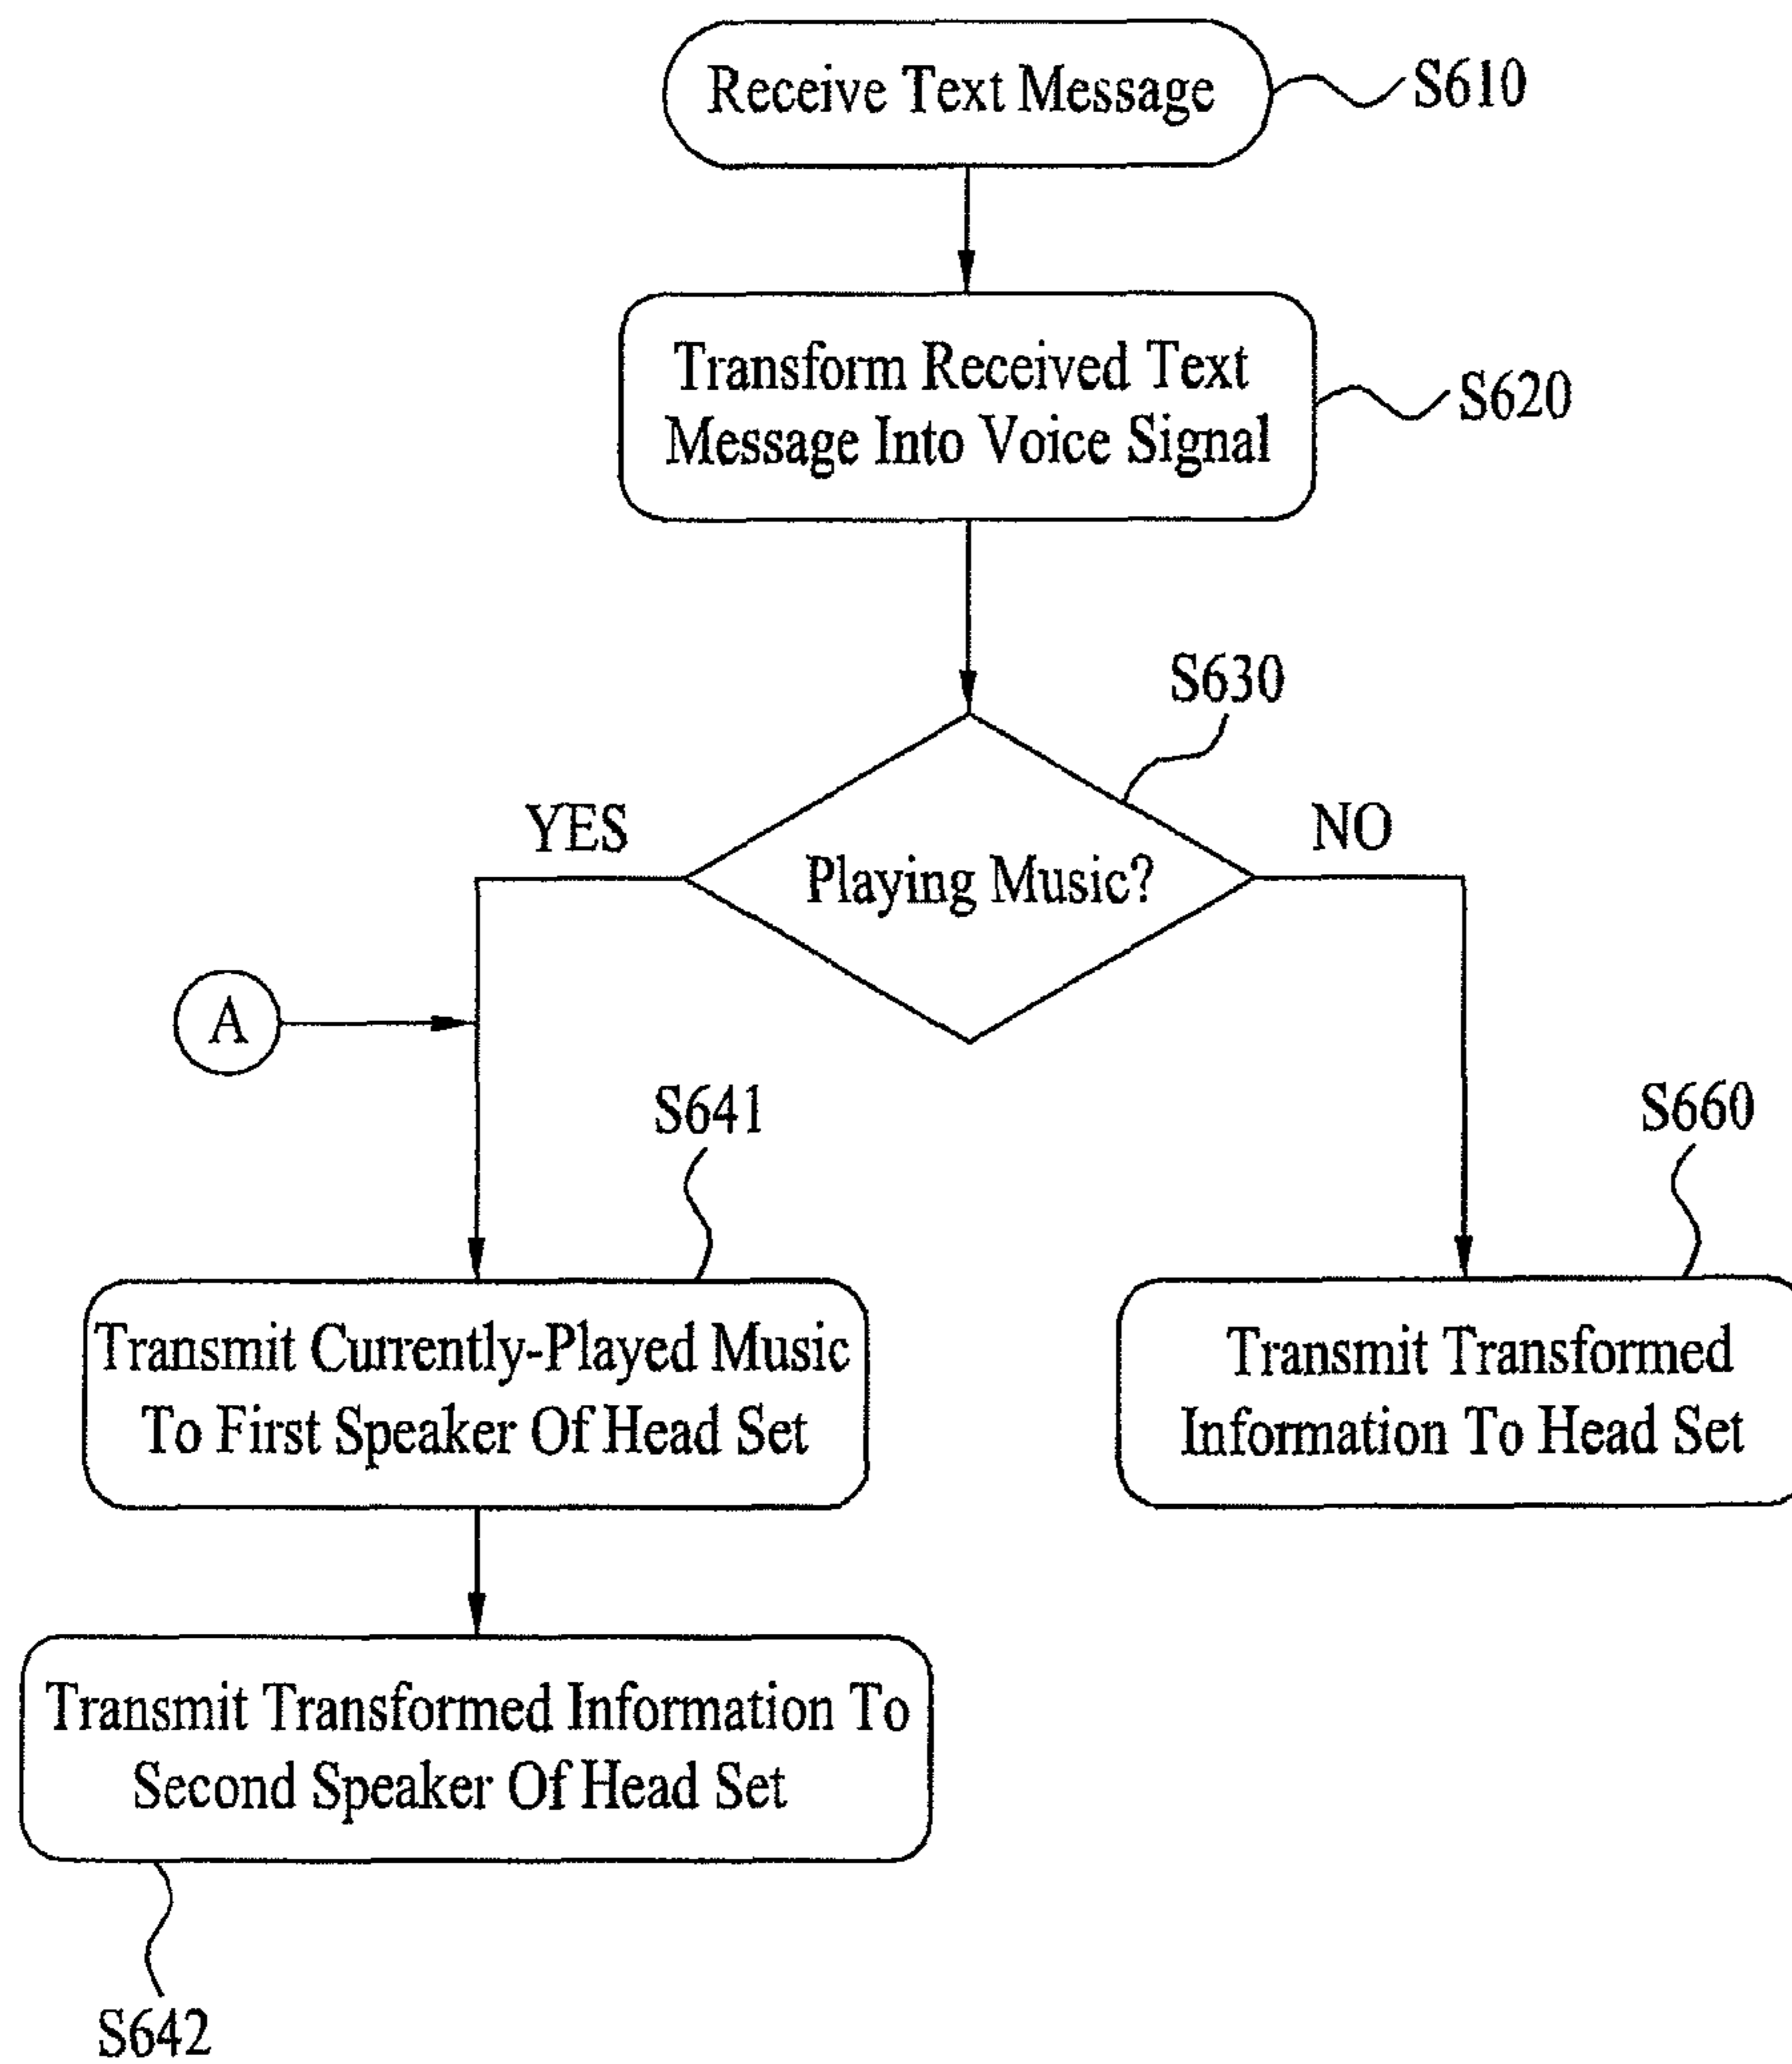 Receive Text Message
S610
Transform Received Text
Message Into Voice Signal
S620
S630
YES
NO
Playing Music?
A
S641
S660
Transmit Currently-Played Music
To First Speaker Of Head Set
Transmit Transformed
Information To Head Set
Transmit Transformed Information To
Second Speaker Of Head Set
S642